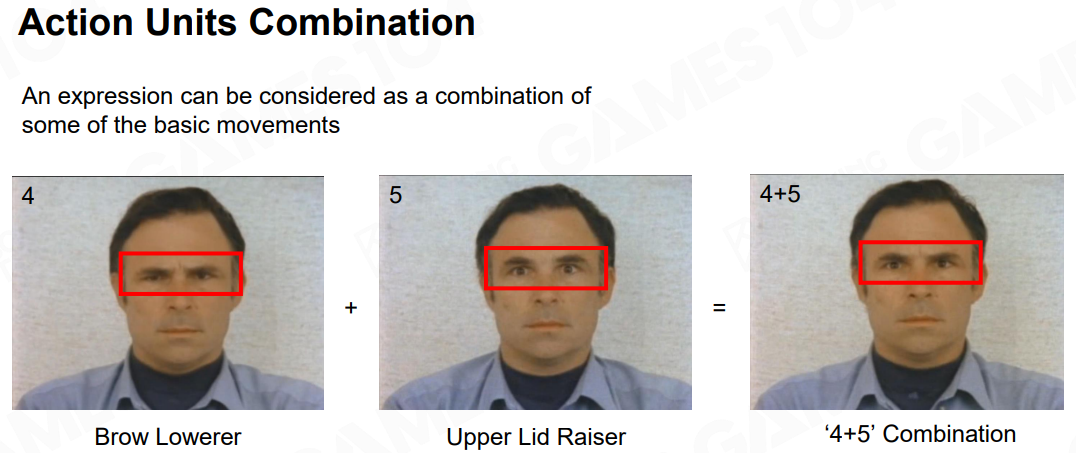 Action Units Combination
An expression can be considered as a combination of
some of the basic movements
4
5
4+5
+
=
Brow Lowerer
Upper Lid Raiser
‘4+5’ Combination
GAMES104